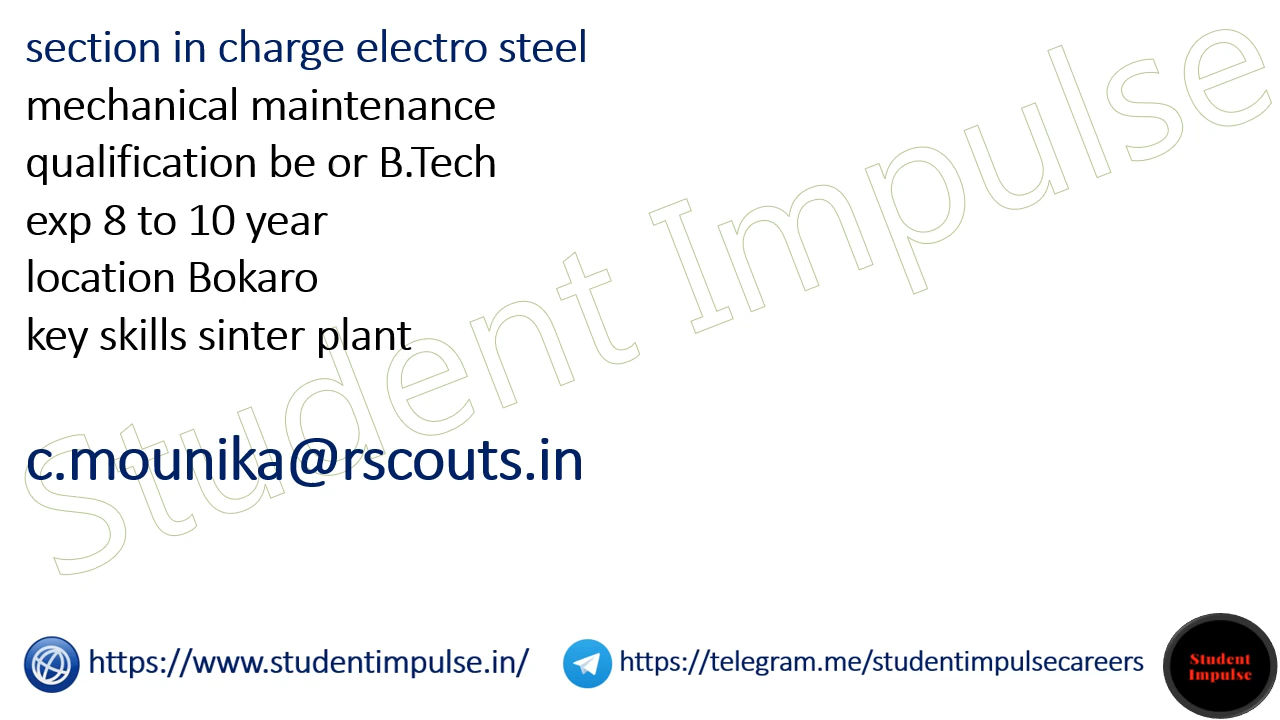 section in charge electro steel
mechanical maintenance
qualification be or B.Tech
exp 8 to 10 year
location Bokaro
key skills sinter plant
c.mounika@rscouts.in
Student Impulse
https://www.studentimpulse.in/
https://telegram.me/studentimpulsecareers
Student
Impulse